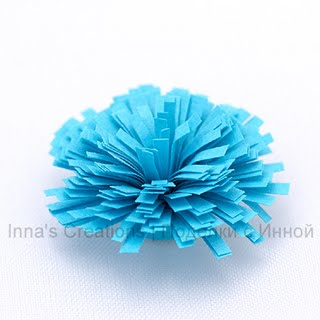 Inna's Creations | Поделки с Инной